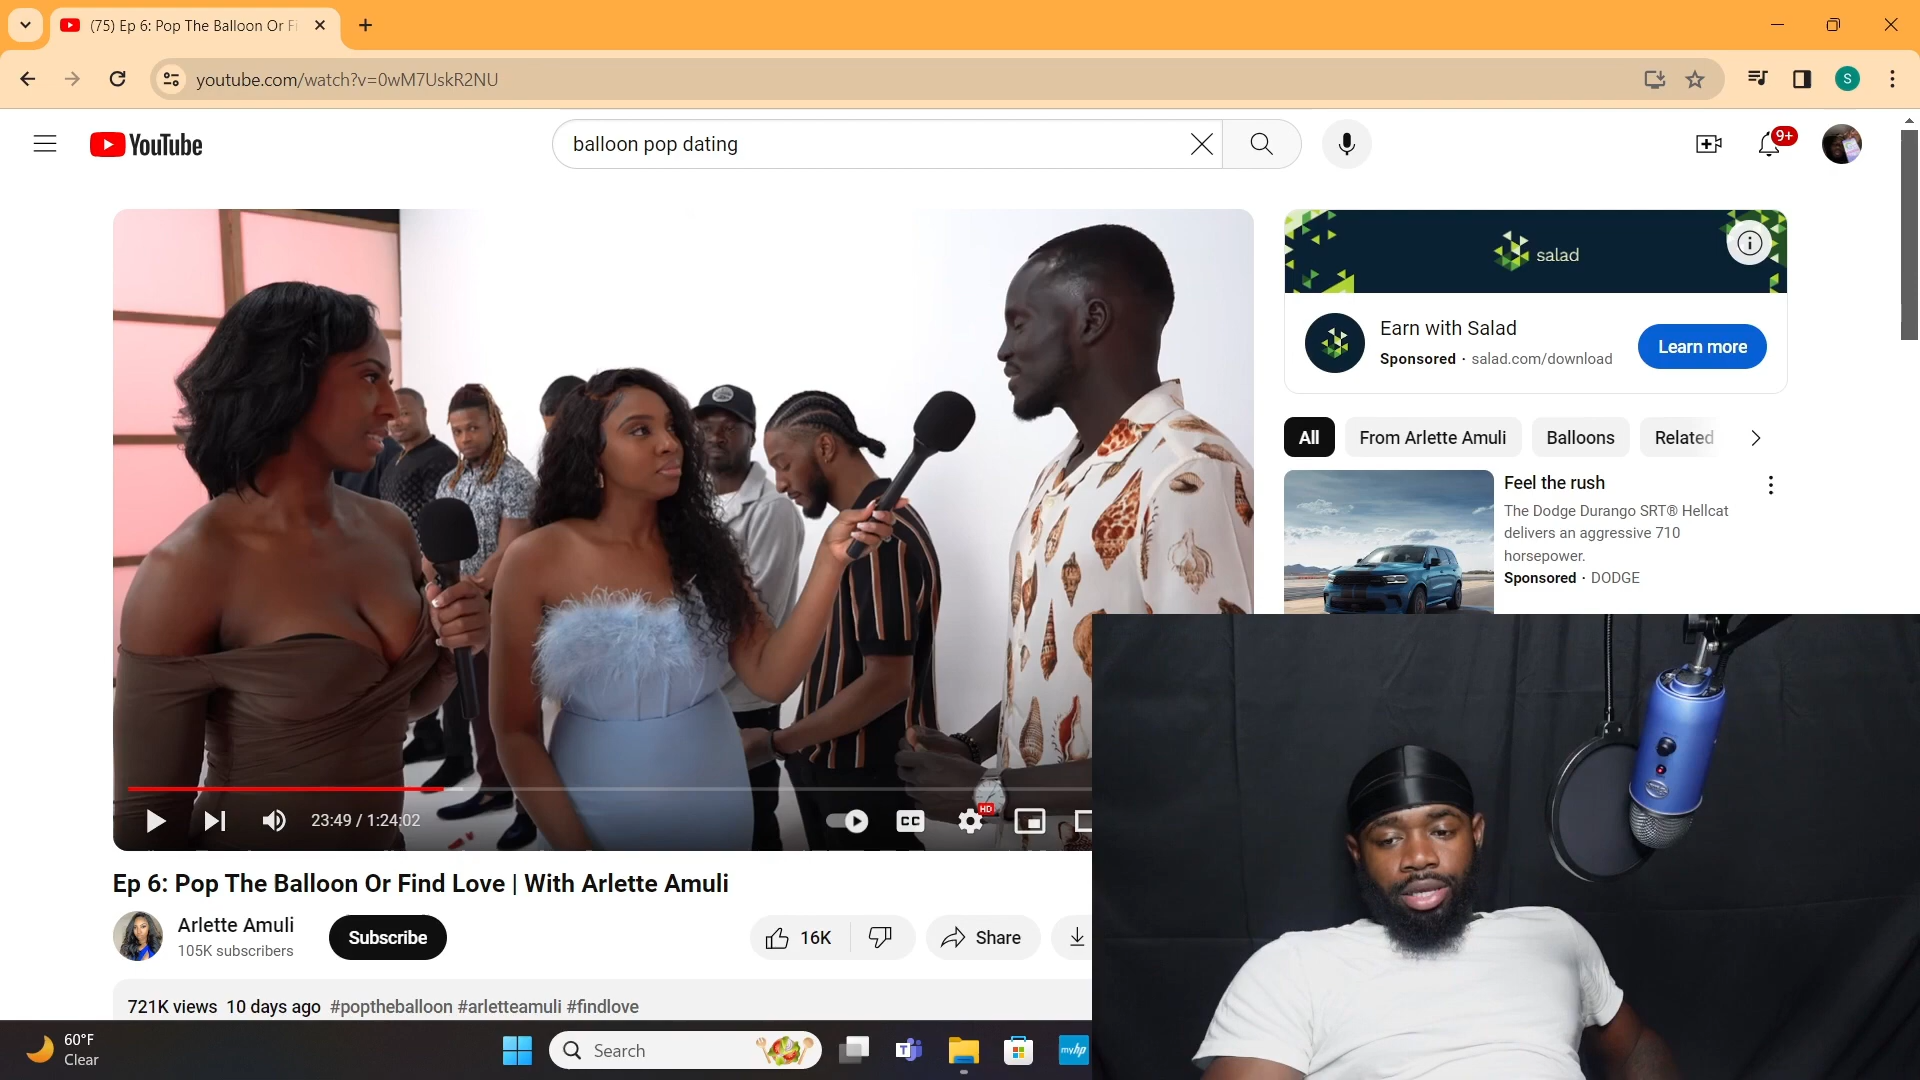 (75) Ep 6: Pop The Balloon Or Fi
youtube.com/watch?v=0wM7UskR2NU
S
YouTube
balloon pop dating
9+
salad
Earn with Salad
Sponsored · salad.com/download
Learn more
All
From Arlette Amuli
Balloons
Related
Feel the rush
The Dodge Durango SRT® Hellcat
delivers an aggressive 710
horsepower.
Sponsored · DODGE
23:49 / 1:24:02
CC
HD
Ep 6: Pop The Balloon Or Find Love | With Arlette Amuli
Arlette Amuli
105K subscribers
Subscribe
16K
Share
721K views 10 days ago #poptheballoon #arletteamuli #findlove
60°F
Clear
Search
T
myhp